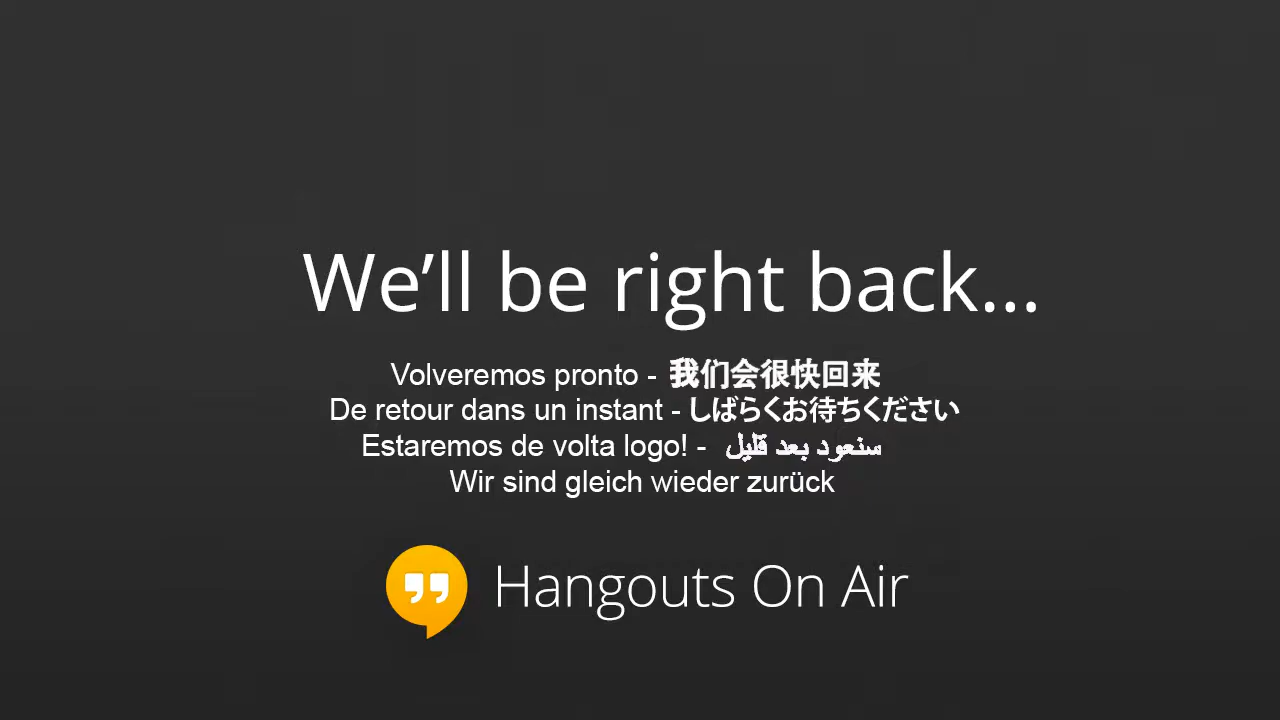 We’ll be right back...
Volveremos pronto - 我们会很快回来
De retour dans un instant - しばらくお待ちください
Estaremos de volta logo! - سنعود بعد قليل
Wir sind gleich wieder zurück
Hangouts On Air